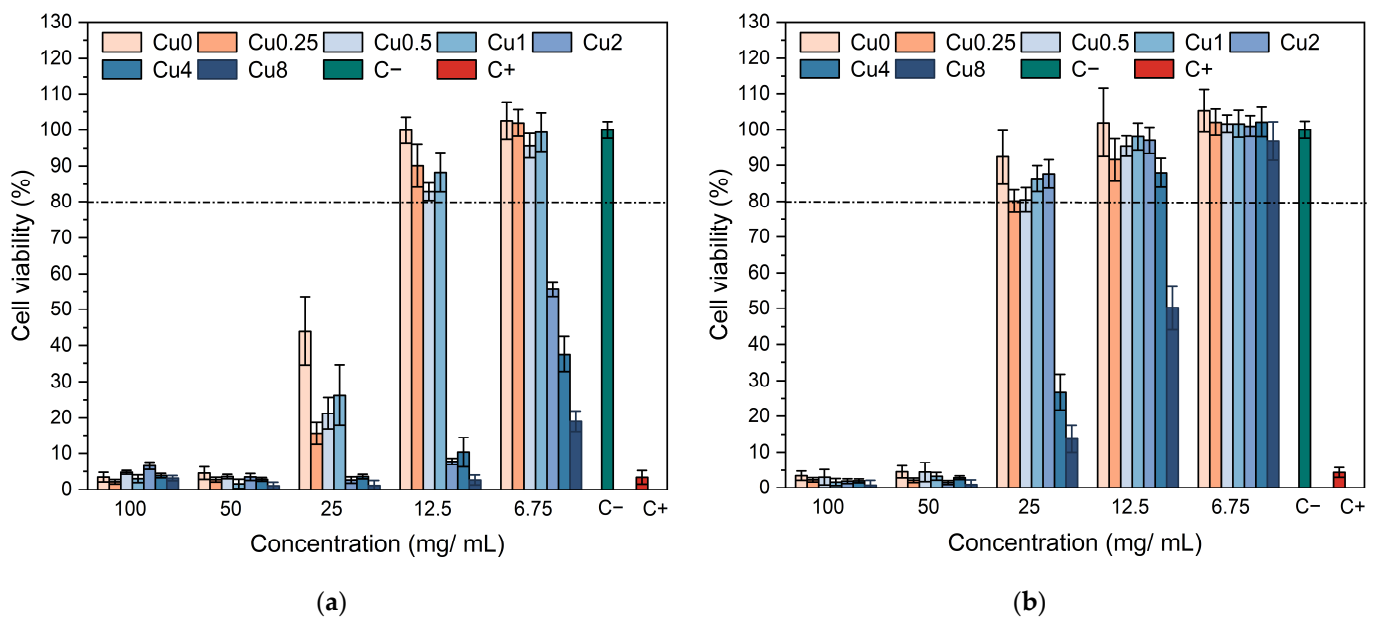 130
120
110
100
90
80
70
60
50
40
30
20
10
0
Cell viability (%)
Cu0 Cu0.25 Cu0.5 Cu1 Cu2
Cu4 Cu8 C− C+
100 50 25 12.5 6.75 C− C+
Concentration (mg/ mL)
(a)
130
120
110
100
90
80
70
60
50
40
30
20
10
0
Cell viability (%)
Cu0 Cu0.25 Cu0.5 Cu1 Cu2
Cu4 Cu8 C− C+
100 50 25 12.5 6.75 C− C+
Concentration (mg/ mL)
(b)